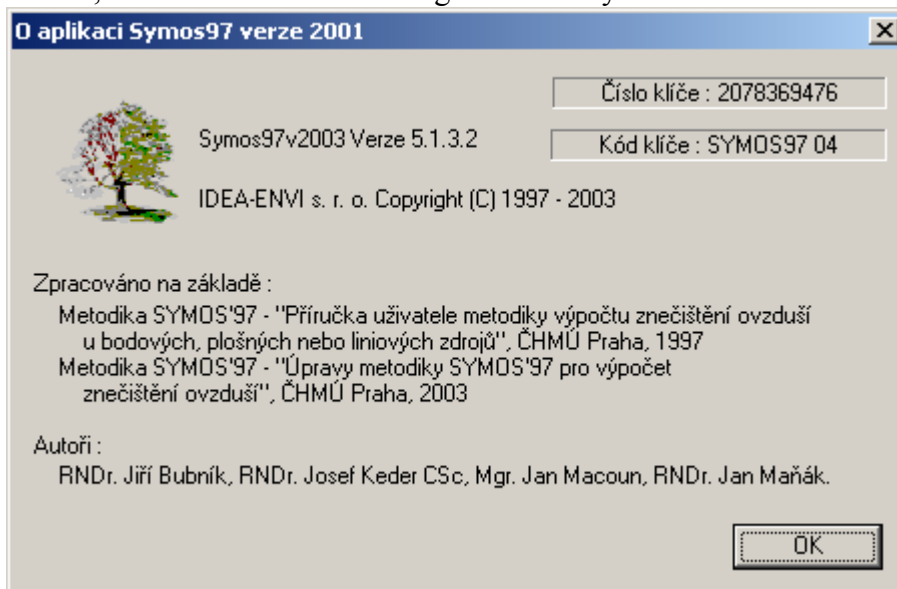 O aplikaci Symos97 verze 2001
Číslo klíče : 2078369476
Symos97v2003 Verze 5.1.3.2
Kód klíče : SYMOS97 04
IDEA-ENVI s. r. o. Copyright (C) 1997 - 2003
Zpracováno na základě :
Metodika SYMOS'97 - "Příručka uživatele metodiky výpočtu znečištění ovzduší
u bodových, plošných nebo liniových zdrojů", ČHMÚ Praha, 1997
Metodika SYMOS'97 - "Úpravy metodiky SYMOS'97 pro výpočet
znečištění ovzduší", ČHMÚ Praha, 2003
Autoři :
RNDr. Jiří Bubník, RNDr. Josef Keder CSc, Mgr. Jan Macoun, RNDr. Jan Maňák.
OK